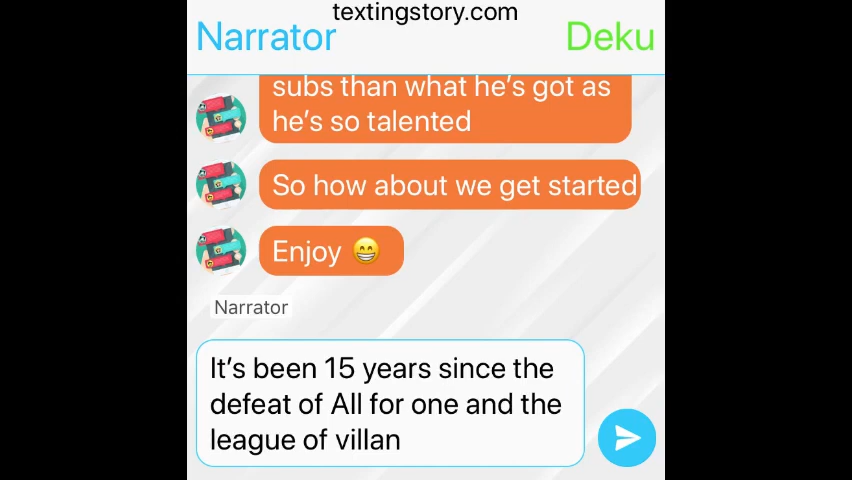 textingstory.com
Narrator
Deku
subs than what he's got as
he's so talented
So how about we get started
Enjoy 😁
Narrator
It's been 15 years since the
defeat of All for one and the
league of villan